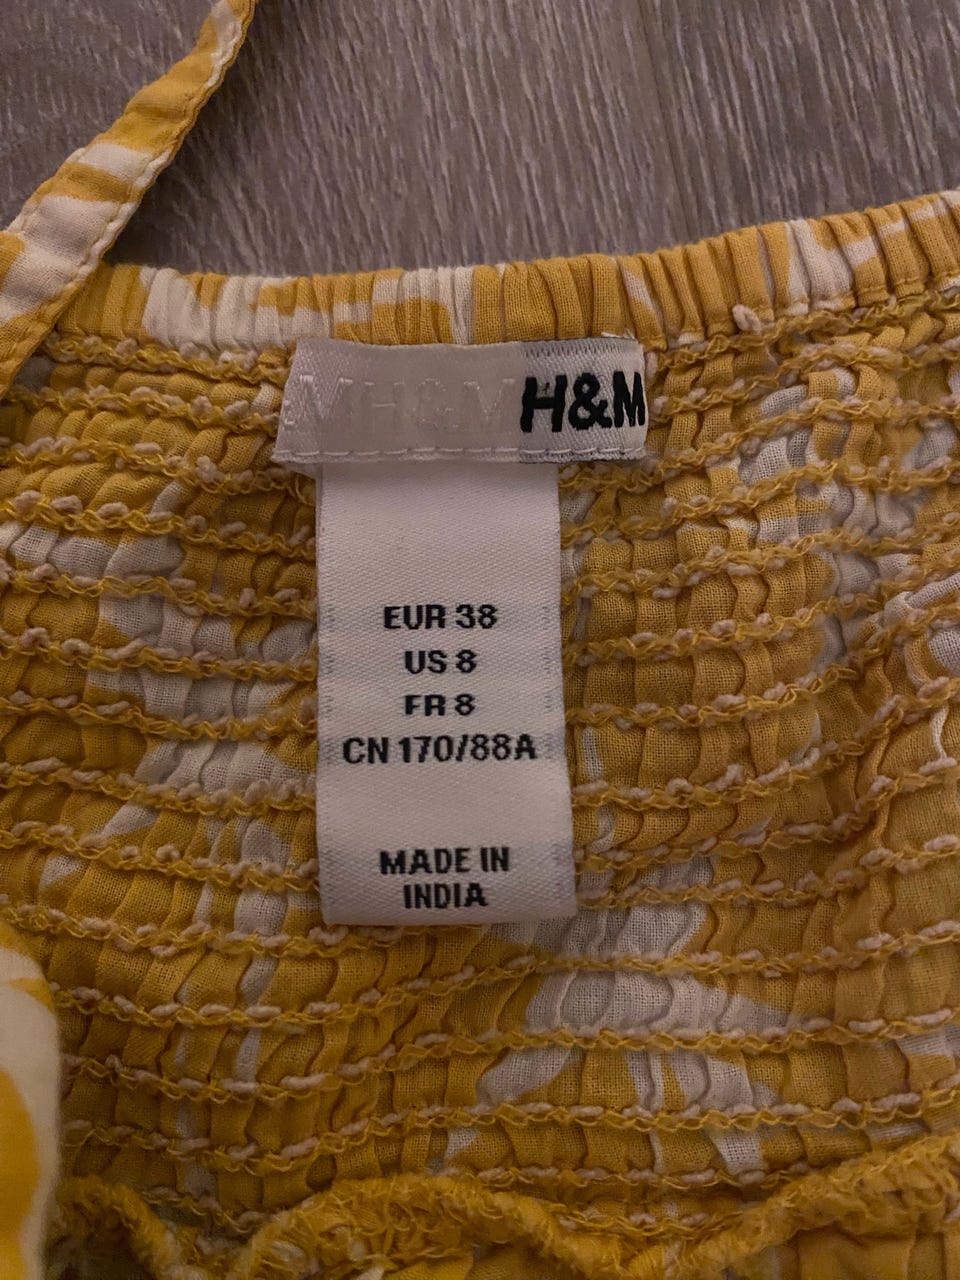 H&M H&M
EUR 38
US 8
FR 8
CN 170/88A
MADE IN
INDIA